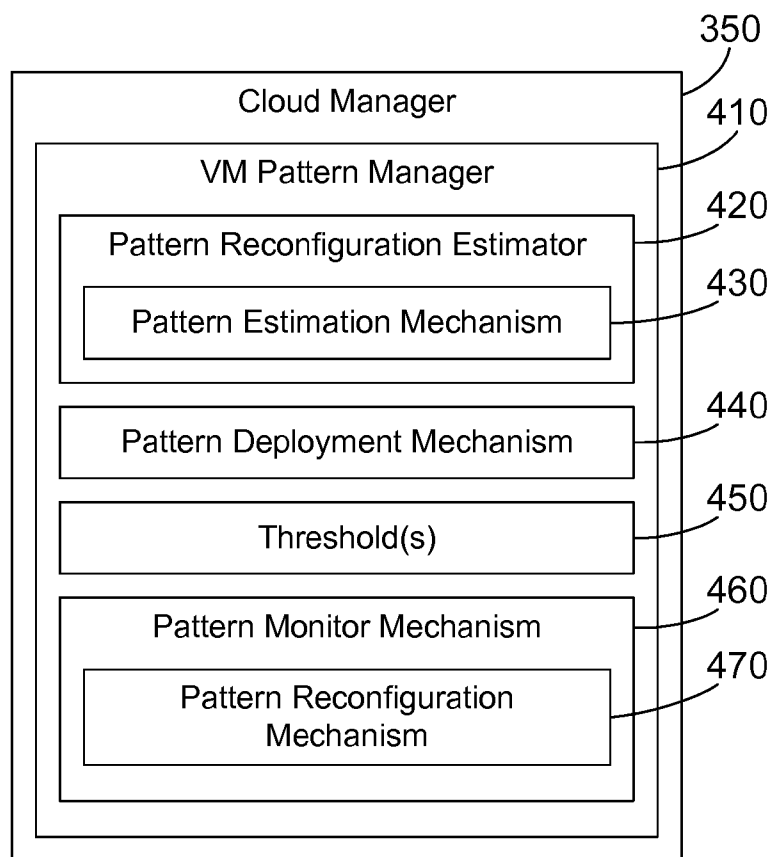 350
Cloud Manager
410
VM Pattern Manager
420
Pattern Reconfiguration Estimator
430
Pattern Estimation Mechanism
440
Pattern Deployment Mechanism
450
Threshold(s)
460
Pattern Monitor Mechanism
470
Pattern Reconfiguration
Mechanism